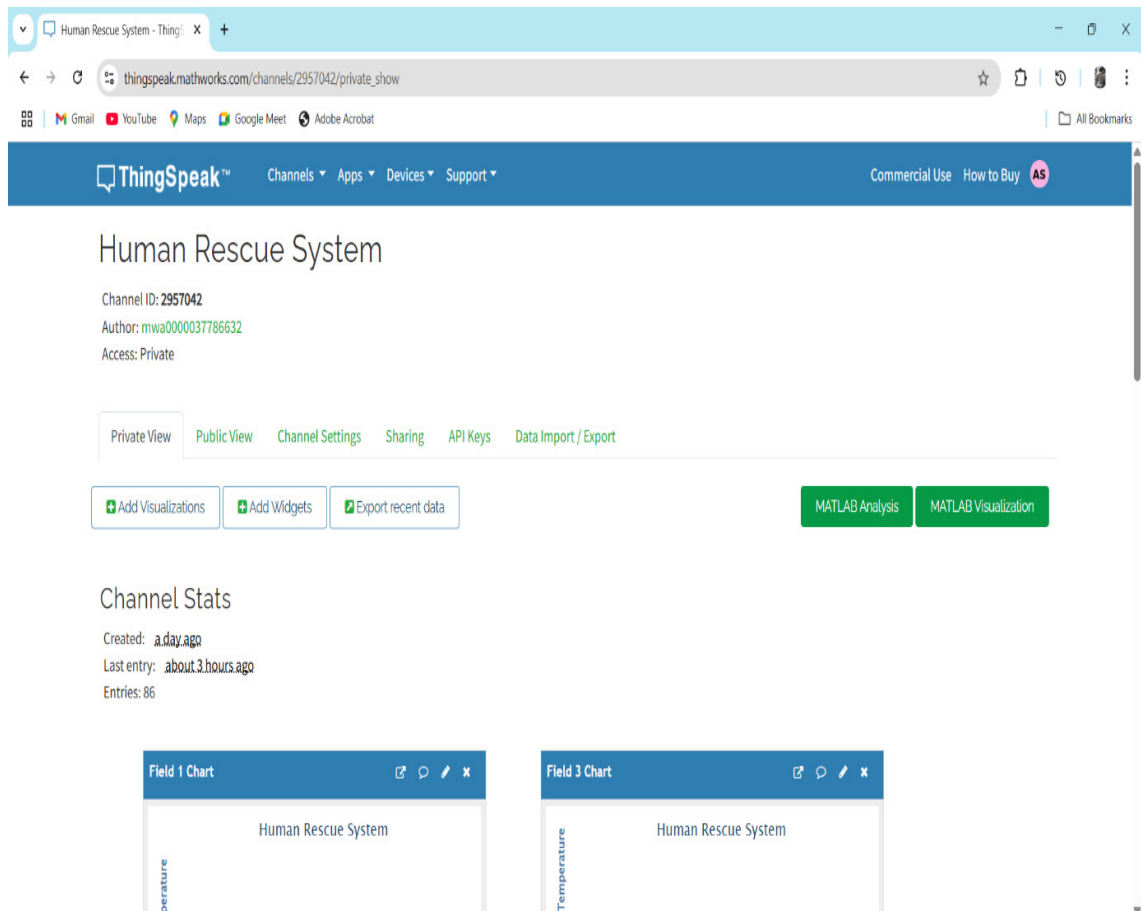 Human Rescue System - ThingS
thingspeak.mathworks.com/channels/2957042/private_show
Gmail YouTube Maps Google Meet Adobe Acrobat All Bookmarks
ThingSpeak™ Channels Apps Devices Support Commercial Use How to Buy AS
Human Rescue System
Channel ID: 2957042
Author: mwa0000037786632
Access: Private
Private View Public View Channel Settings Sharing API Keys Data Import / Export
Add Visualizations Add Widgets Export recent data MATLAB Analysis MATLAB Visualization
Channel Stats
Created: a day ago
Last entry: about 3 hours ago
Entries: 86
Field 1 Chart Field 3 Chart
Human Rescue System Human Rescue System
perature Temperature